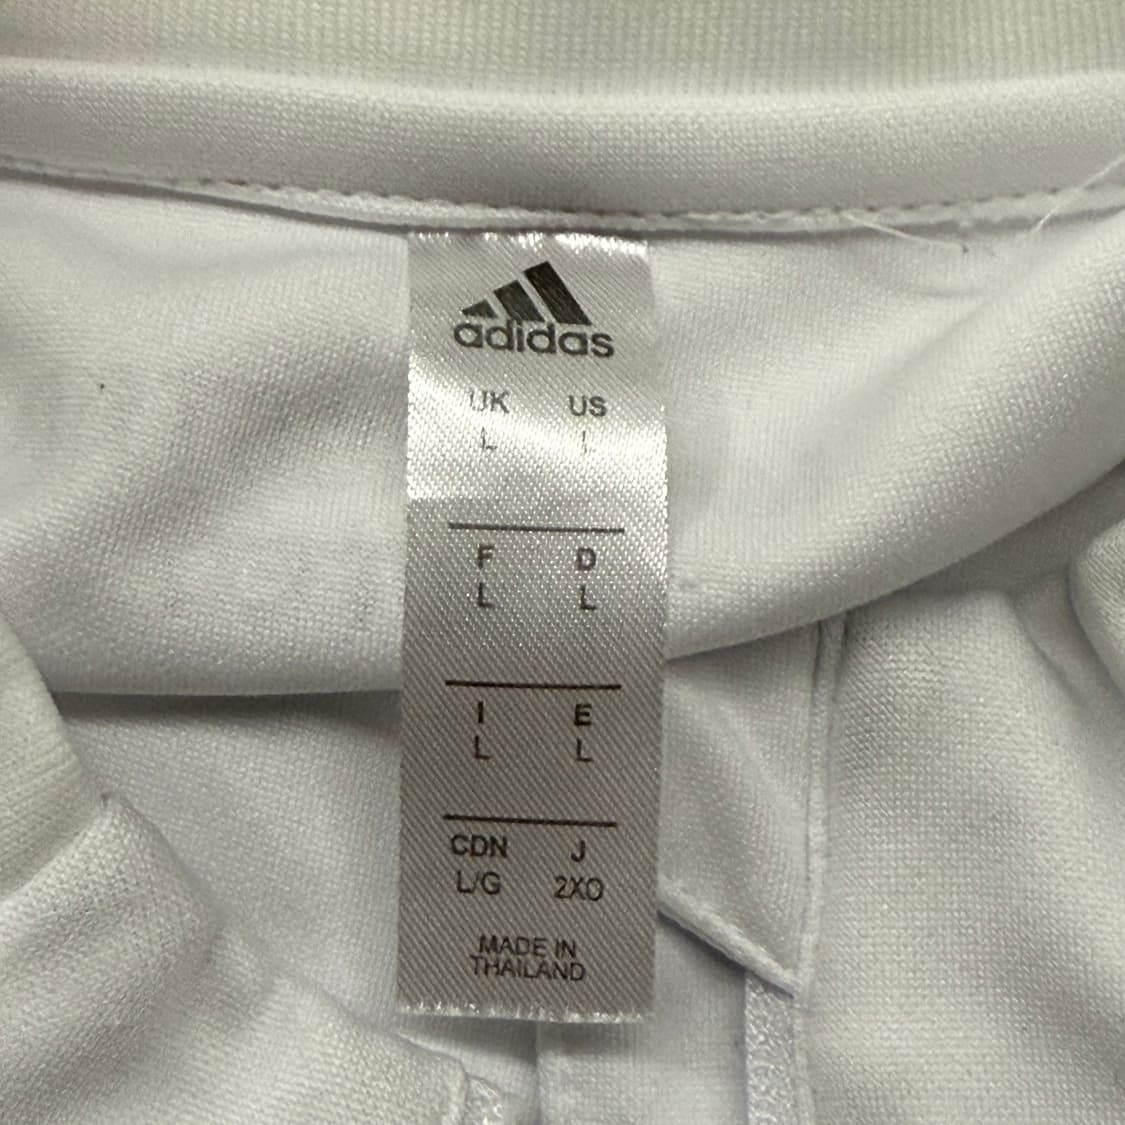 adidas
UK US
L L
F D
L L
I E
L L
CDN J
L/G 2XO
MADE IN
THAILAND